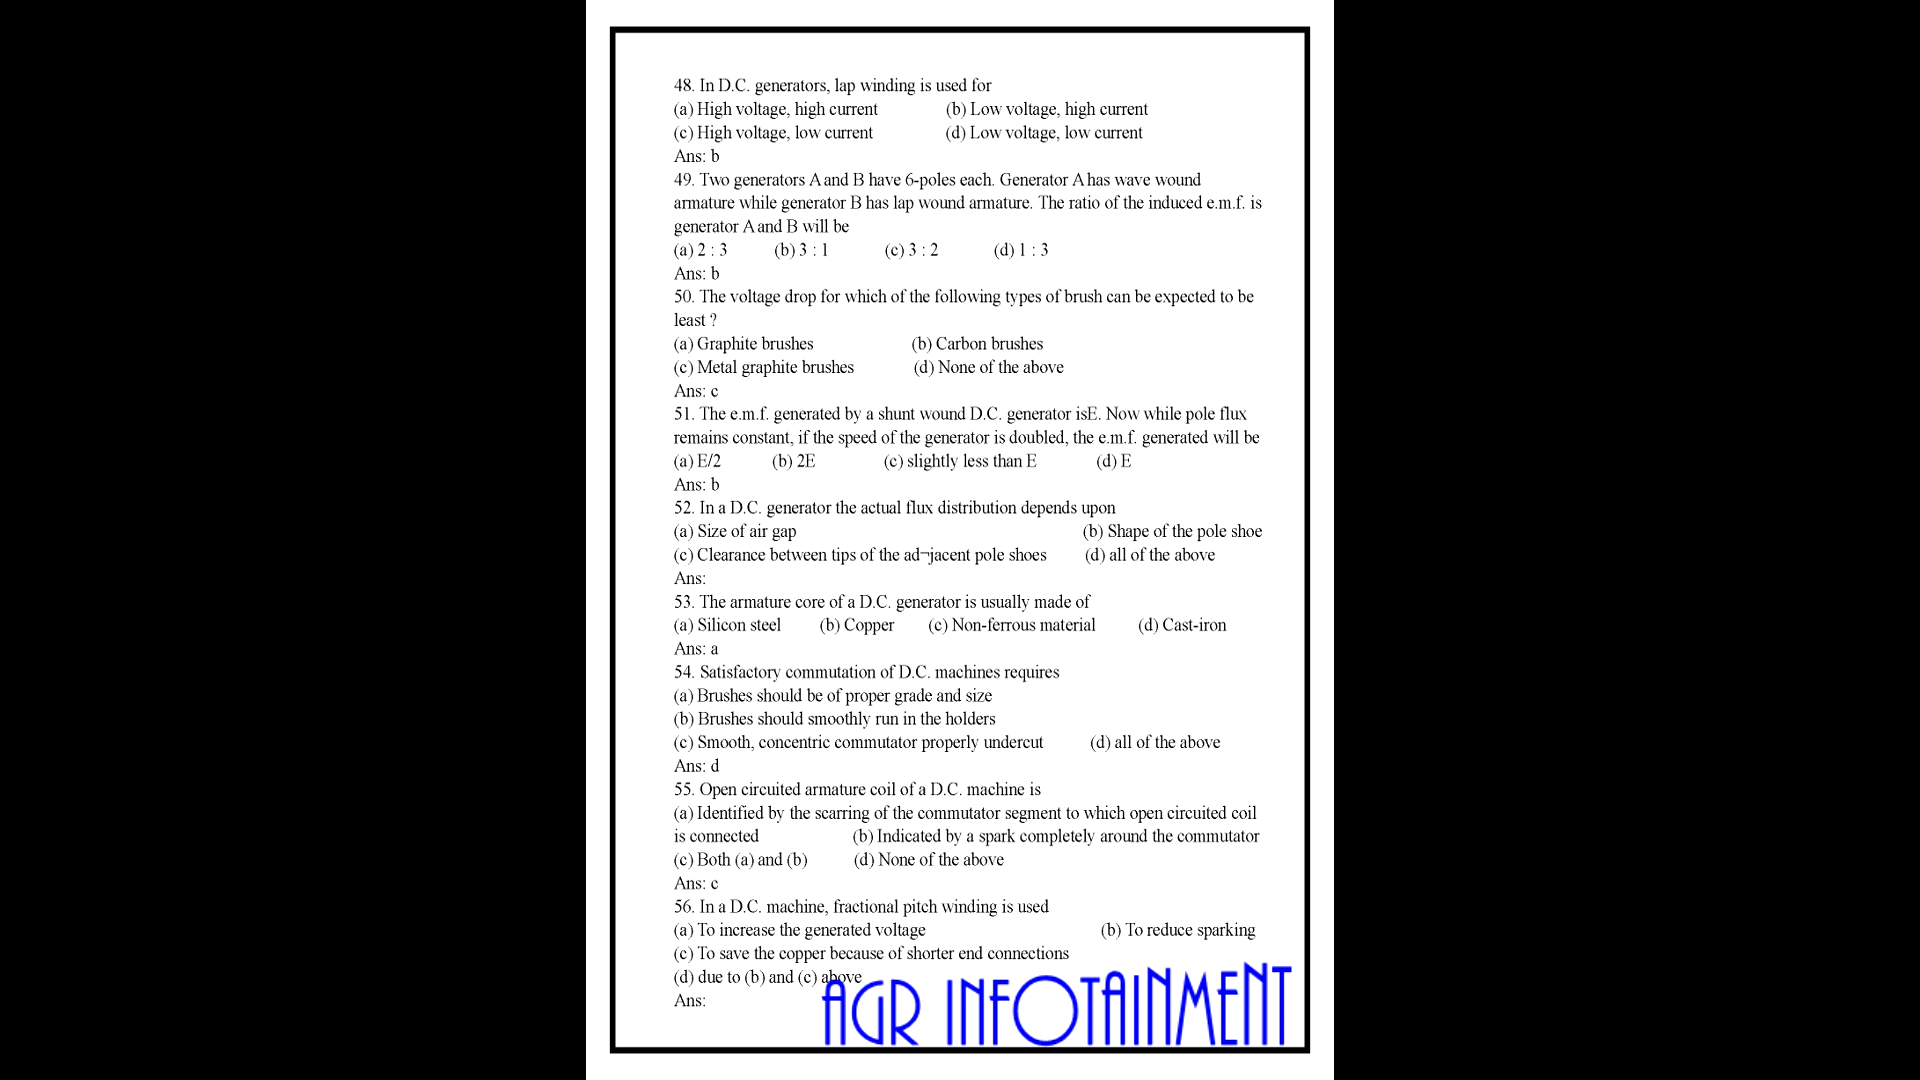 48. In D.C. generators, lap winding is used for
(a) High voltage, high current (b) Low voltage, high current
(c) High voltage, low current (d) Low voltage, low current
Ans: b
49. Two generators A and B have 6-poles each. Generator A has wave wound
armature while generator B has lap wound armature. The ratio of the induced e.m.f. is
generator A and B will be
(a) 2 : 3 (b) 3 : 1 (c) 3 : 2 (d) 1 : 3
Ans: b
50. The voltage drop for which of the following types of brush can be expected to be
least ?
(a) Graphite brushes (b) Carbon brushes
(c) Metal graphite brushes (d) None of the above
Ans: c
51. The e.m.f. generated by a shunt wound D.C. generator isE. Now while pole flux
remains constant, if the speed of the generator is doubled, the e.m.f. generated will be
(a) E/2 (b) 2E (c) slightly less than E (d) E
Ans: b
52. In a D.C. generator the actual flux distribution depends upon
(a) Size of air gap (b) Shape of the pole shoe
(c) Clearance between tips of the ad¬jacent pole shoes (d) all of the above
Ans:
53. The armature core of a D.C. generator is usually made of
(a) Silicon steel (b) Copper (c) Non-ferrous material (d) Cast-iron
Ans: a
54. Satisfactory commutation of D.C. machines requires
(a) Brushes should be of proper grade and size
(b) Brushes should smoothly run in the holders
(c) Smooth, concentric commutator properly undercut (d) all of the above
Ans: d
55. Open circuited armature coil of a D.C. machine is
(a) Identified by the scarring of the commutator segment to which open circuited coil
is connected (b) Indicated by a spark completely around the commutator
(c) Both (a) and (b) (d) None of the above
Ans: c
56. In a D.C. machine, fractional pitch winding is used
(a) To increase the generated voltage (b) To reduce sparking
(c) To save the copper because of shorter end connections
(d) due to (b) and (c) above
Ans:
AGR INFOTAINMENT